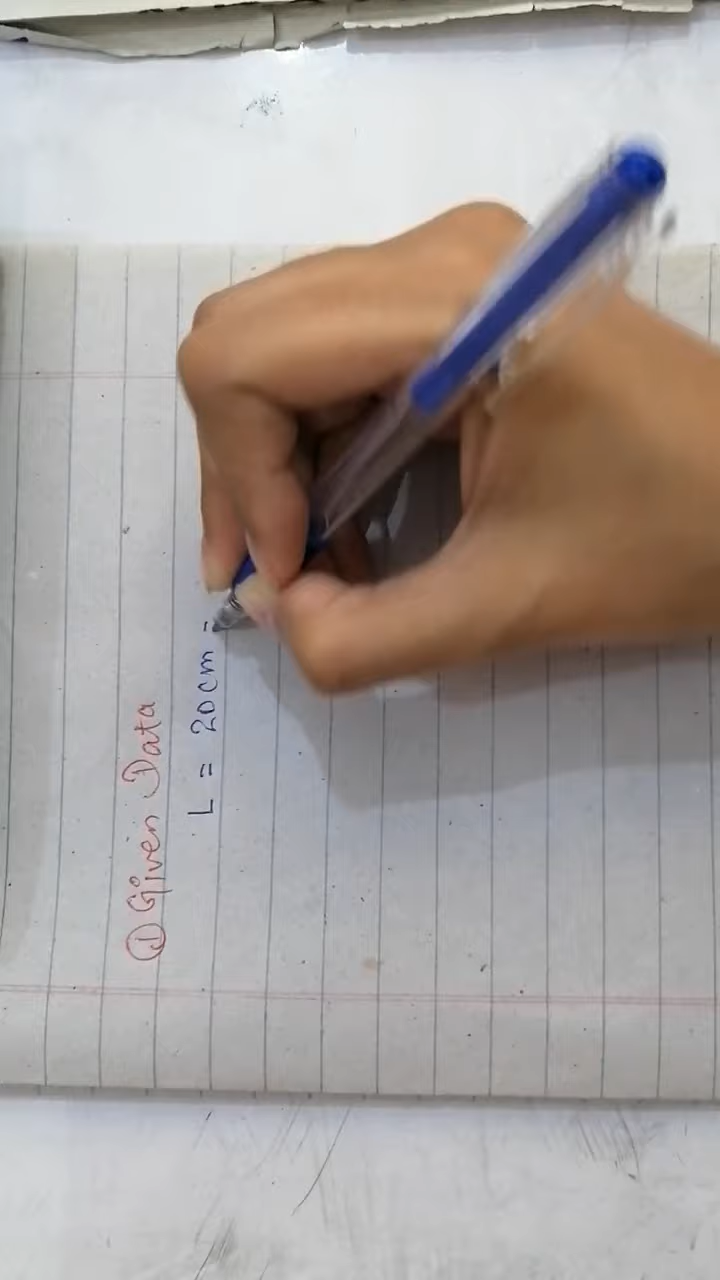 ① Given Data
L = 20cm =